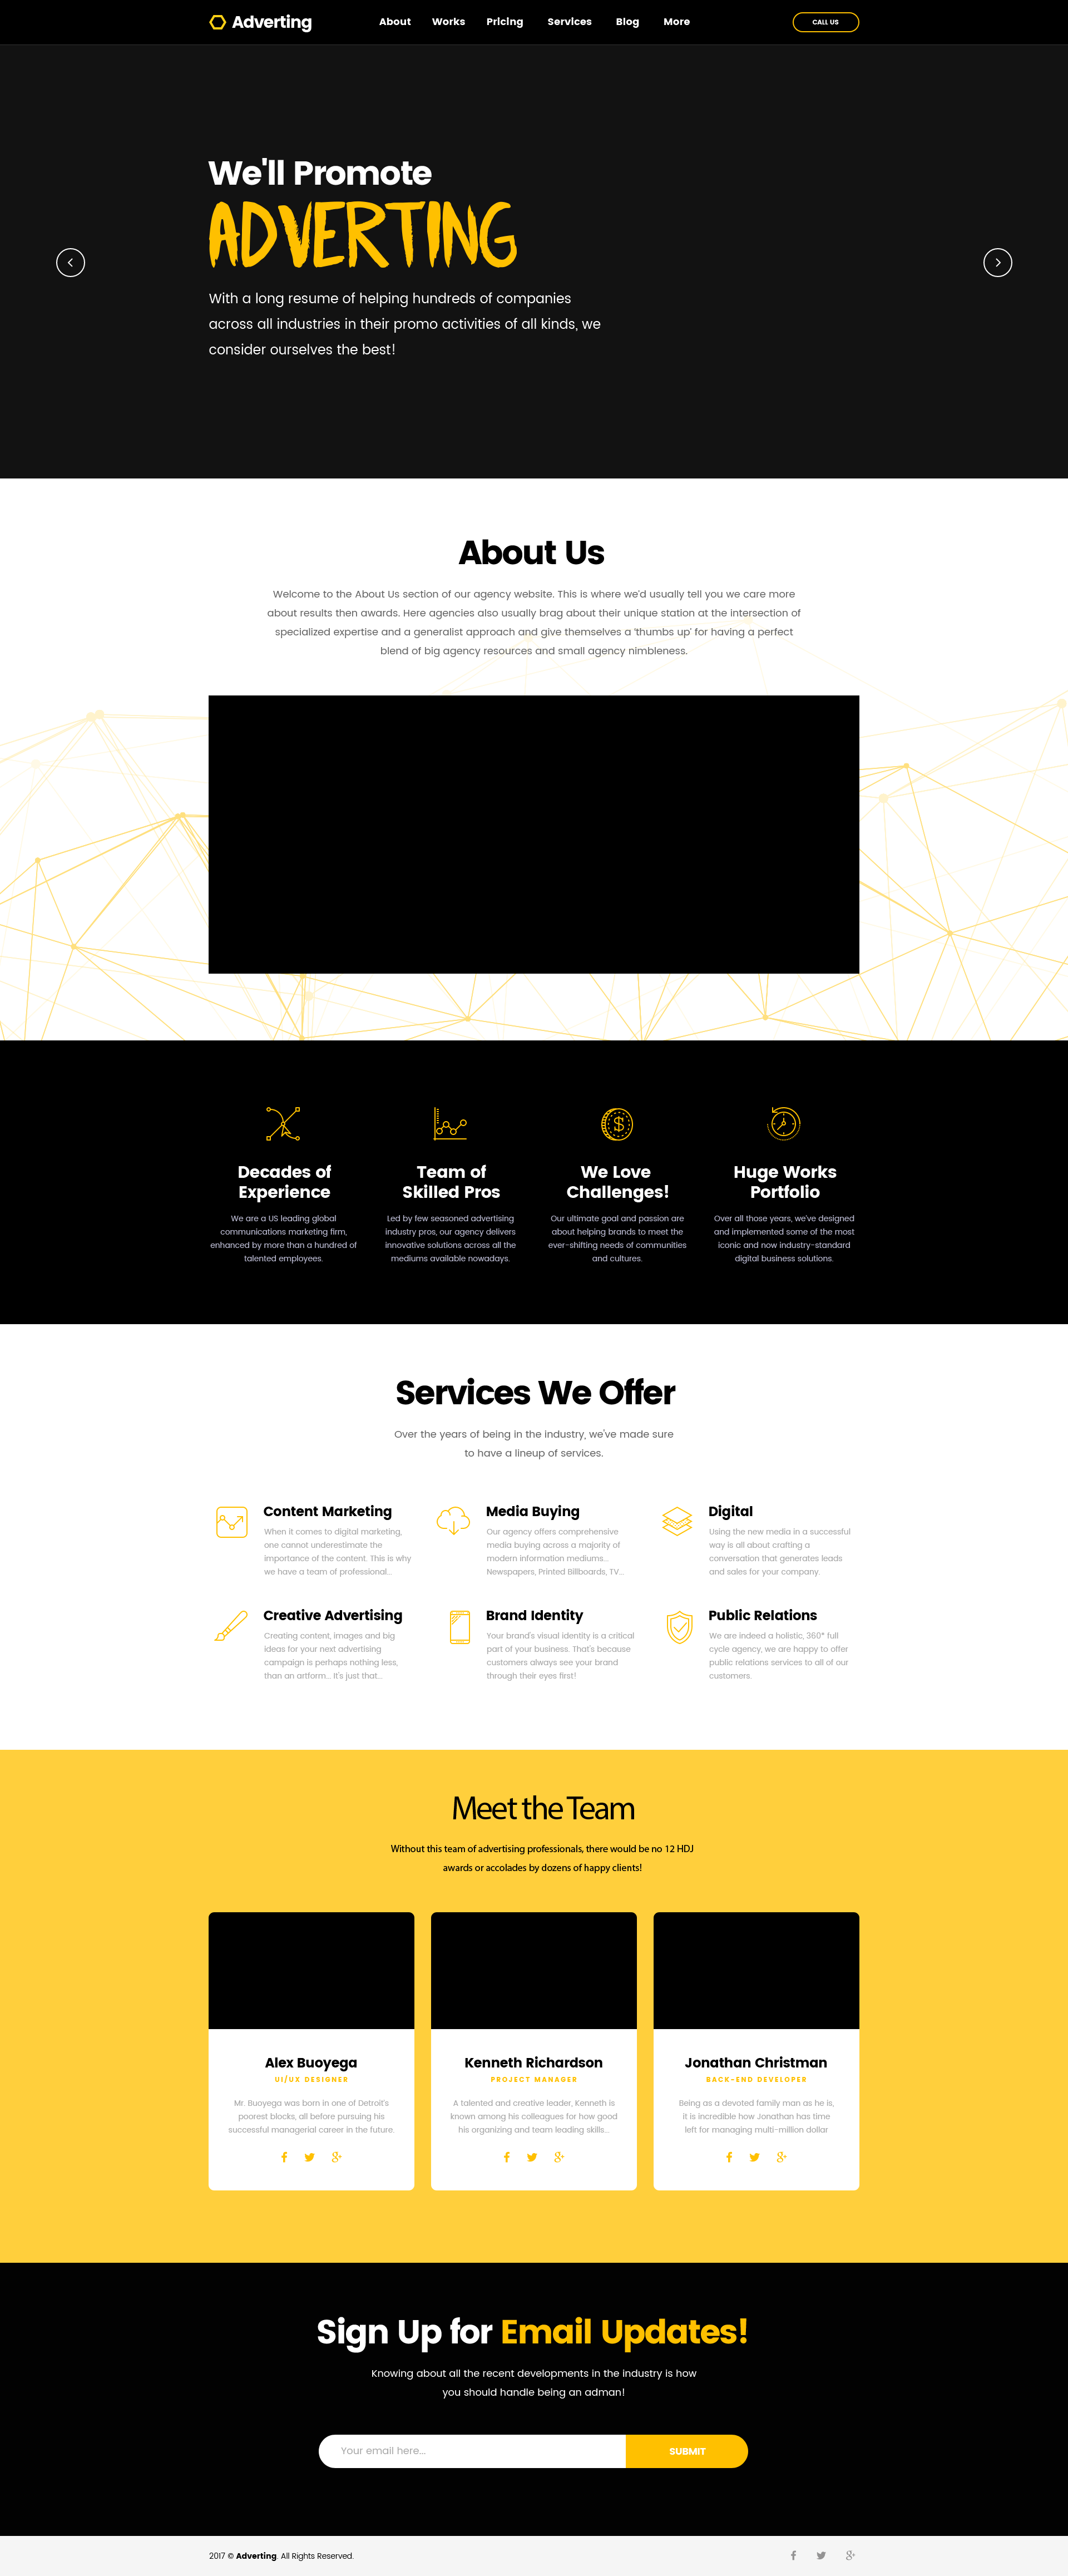 Adverting
About Works Pricing Services Blog More
CALL US
We'll Promote
ADVERTING
With a long resume of helping hundreds of companies
across all industries in their promo activities of all kinds, we
consider ourselves the best!
About Us
Welcome to the About Us section of our agency website. This is where we'd usually tell you we care more
about results then awards. Here agencies also usually brag about their unique station at the intersection of
specialized expertise and a generalist approach and give themselves a 'thumbs up' for having a perfect
blend of big agency resources and small agency nimbleness.
Decades of
Experience
We are a US leading global
communications marketing firm,
enhanced by more than a hundred of
talented employees.
Team of
Skilled Pros
Led by few seasoned advertising
industry pros, our agency delivers
innovative solutions across all the
mediums available nowadays.
We Love
Challenges!
Our ultimate goal and passion are
about helping brands to meet the
ever-shifting needs of communities
and cultures.
Huge Works
Portfolio
Over all those years, we've designed
and implemented some of the most
iconic and now industry-standard
digital business solutions.
Services We Offer
Over the years of being in the industry, we've made sure
to have a lineup of services.
Content Marketing
When it comes to digital marketing,
one cannot underestimate the
importance of the content. This is why
we have a team of professional...
Media Buying
Our agency offers comprehensive
media buying across a majority of
modern information mediums...
Newspapers, Printed Billboards, TV...
Digital
Using the new media in a successful
way is all about crafting a
conversation that generates leads
and sales for your company.
Creative Advertising
Creating content, images and big
ideas for your next advertising
campaign is perhaps nothing less,
than an artform... It's just that...
Brand Identity
Your brand's visual identity is a critical
part of your business. That's because
customers always see your brand
through their eyes first!
Public Relations
We are indeed a holistic, 360* full
cycle agency, we are happy to offer
public relations services to all of our
customers.
Meet the Team
Without this team of advertising professionals, there would be no 12 HDJ
awards or accolades by dozens of happy clients!
Alex Buoyega
UI/UX DESIGNER
Mr. Buoyega was born in one of Detroit's
poorest blocks, all before pursuing his
successful managerial career in the future.
Kenneth Richardson
PROJECT MANAGER
A talented and creative leader, Kenneth is
known among his colleagues for how good
his organizing and team leading skills...
Jonathan Christman
BACK-END DEVELOPER
Being as a devoted family man as he is,
it is incredible how Jonathan has time
left for managing multi-million dollar
Sign Up for Email Updates!
Knowing about all the recent developments in the industry is how
you should handle being an adman!
Your email here...
SUBMIT
2017 © Adverting. All Rights Reserved.